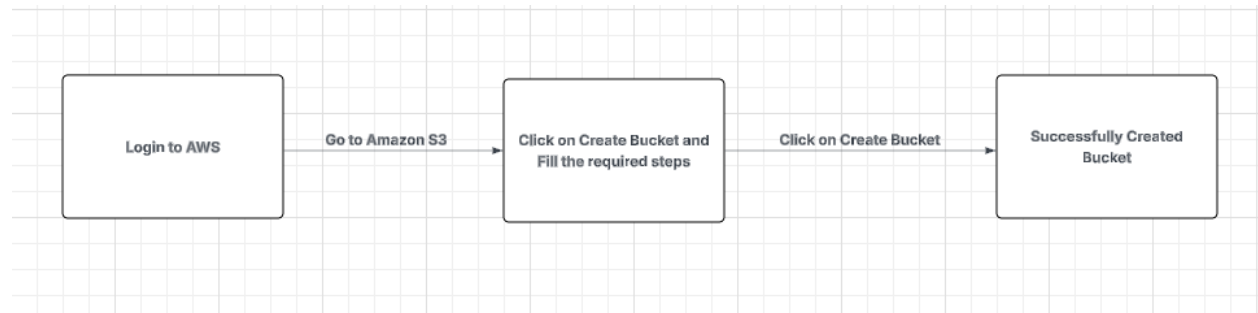 Login to AWS
Go to Amazon S3
Click on Create Bucket and
Fill the required steps
Click on Create Bucket
Successfully Created
Bucket